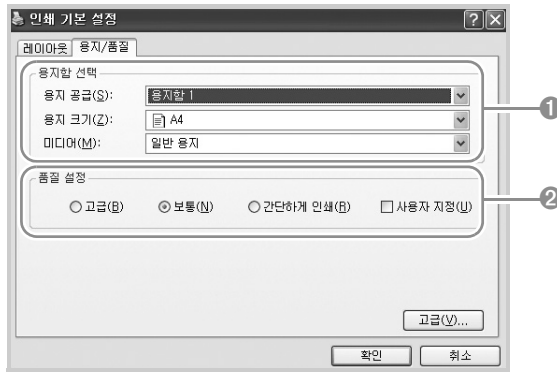 인쇄 기본 설정
레이아웃 용지/품질
용지함 선택
용지 공급(S): 용지함 1
용지 크기(Z): A4
미디어(M): 일반 용지
1
품질 설정
고급(B) 보통(N) 간단하게 인쇄(R) 사용자 지정(U)
2
고급(V)...
확인 취소